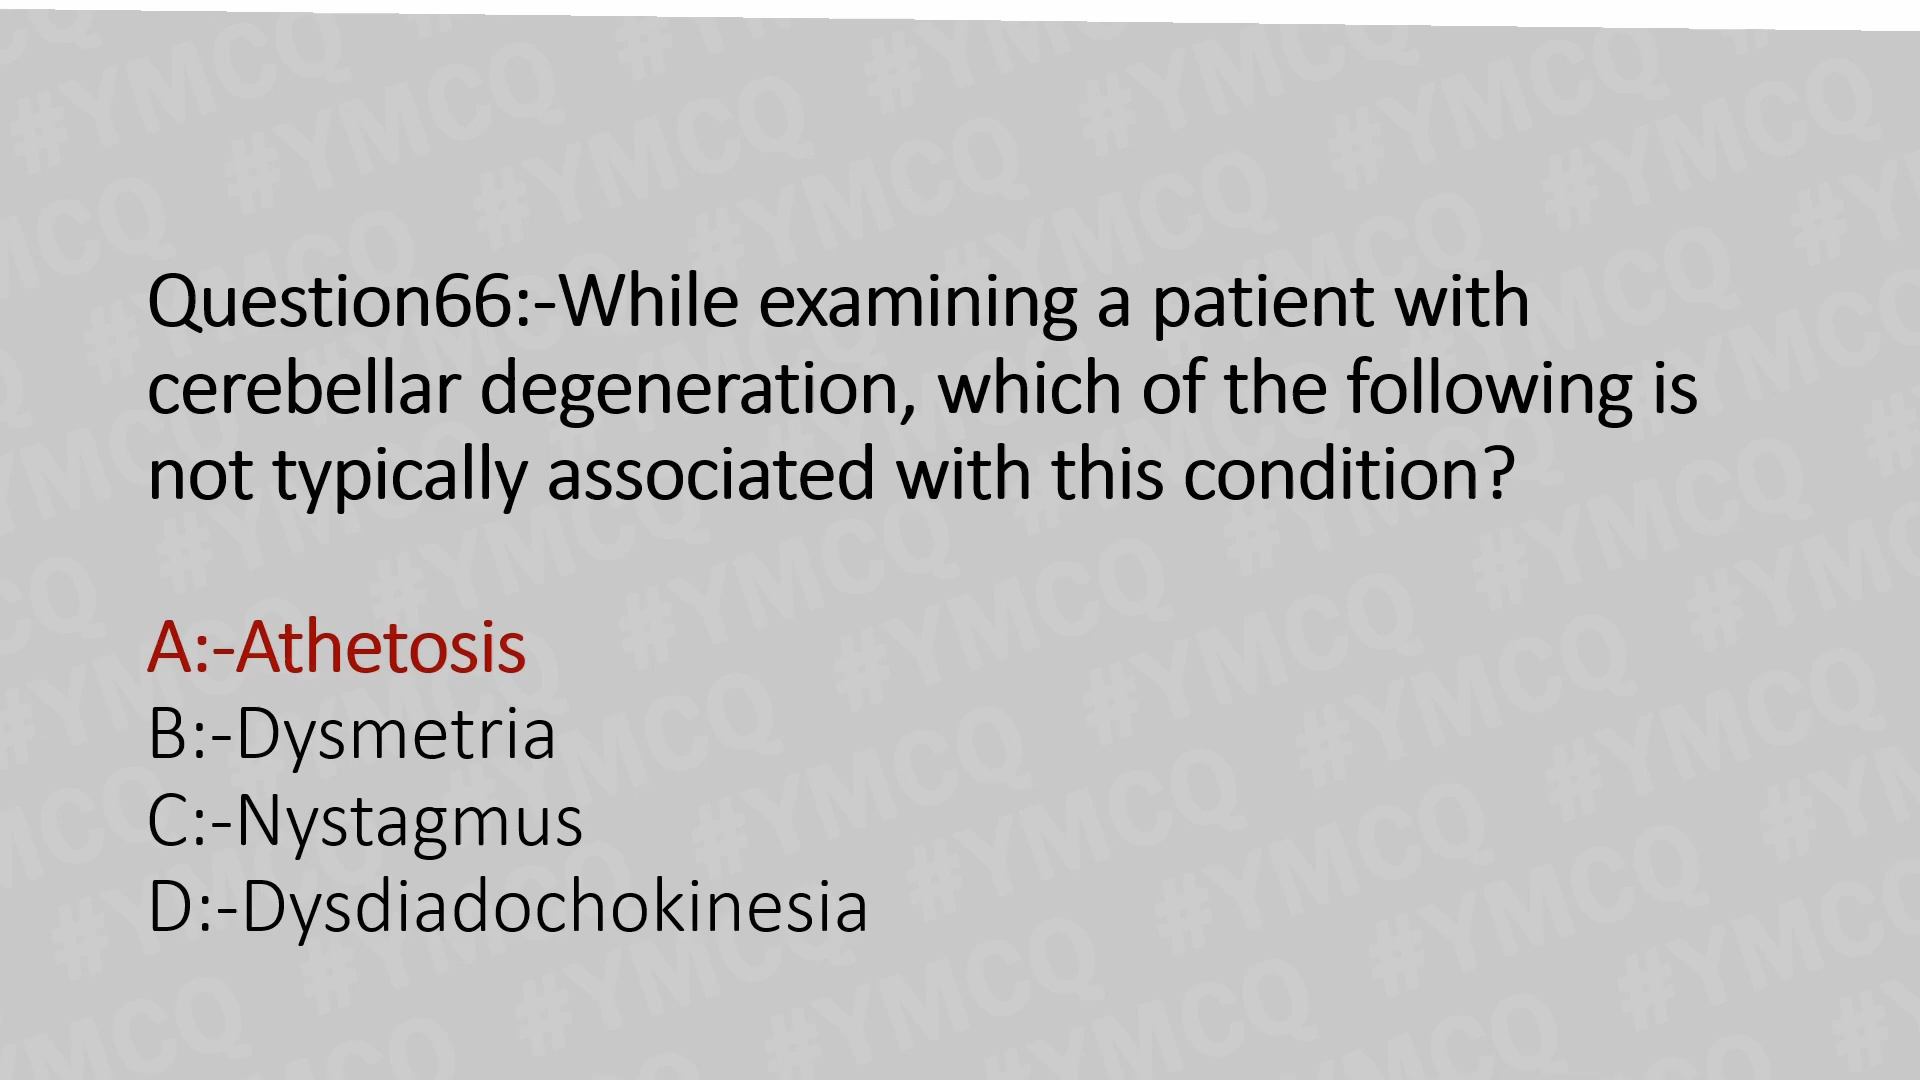 Question66:-While examining a patient with
cerebellar degeneration, which of the following is
not typically associated with this condition?
A:-Athetosis
B:-Dysmetria
C:-Nystagmus
D:-Dysdiadochokinesia
#YMCQ